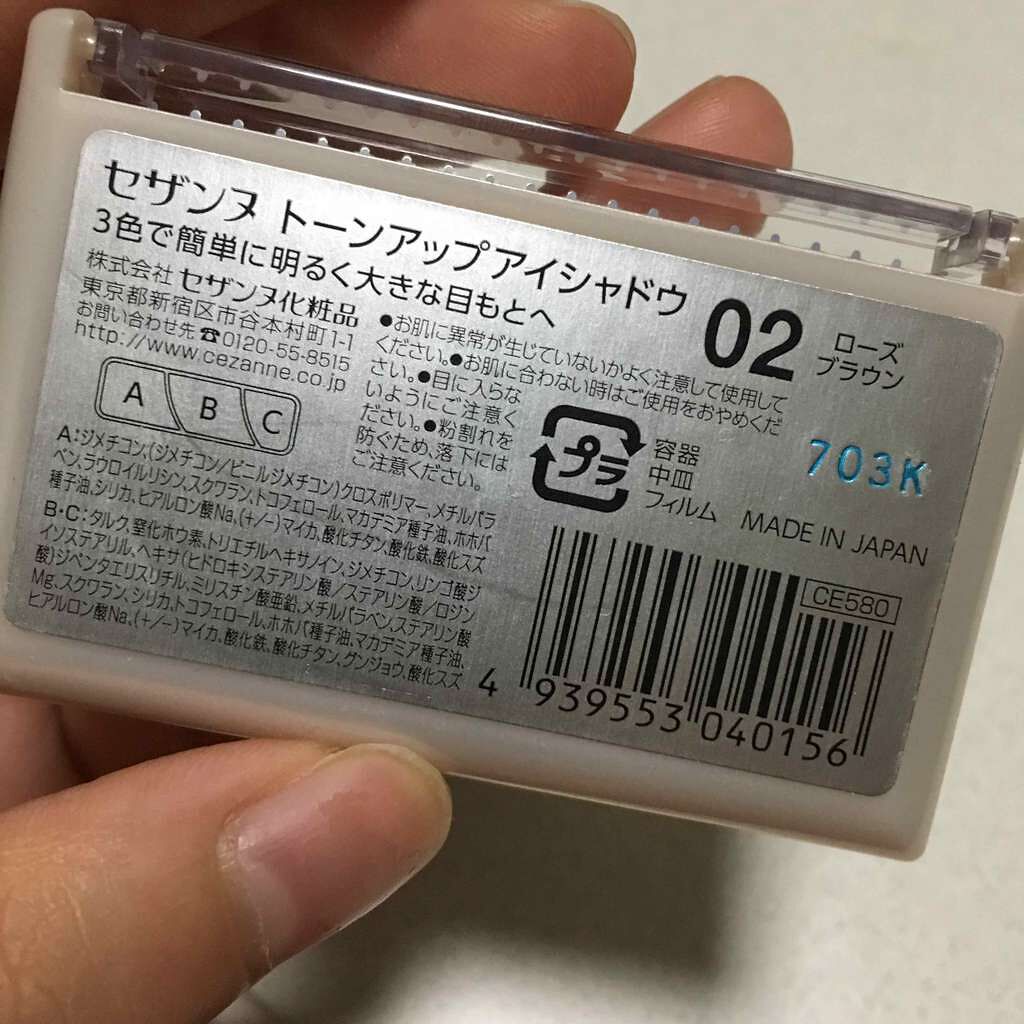 セザンヌ トーンアップアイシャドウ
3色で簡単に明るく大きな目もとへ
02
ローズ
ブラウン
株式会社 セザンヌ化粧品
東京都新宿区市谷本村町1-1
お問い合わせ先☎0120-55-8515
http://www.cezanne.co.jp
●お肌に異常が生じていないかよく注意して使用して
ください。●お肌に合わない時はご使用をおやめくだ
さい。●目に入らな
いようにご注意く
ださい。●粉割れを
防ぐため、落下には
ご注意ください。
A B C
A:ジメチコン、(ジメチコン/ビニルジメチコン)クロスポリマー、メチルパラ
ベン、ラウロイルリシン、スクワラン、トコフェロール、マカデミア種子油、ホホバ
種子油、シリカ、ヒアルロン酸Na、(+/-)マイカ、酸化チタン、酸化鉄、酸化スズ
B・C:タルク、窒化ホウ素、トリエチルヘキサノイン、ジメチコン、リンゴ酸ジ
イソステアリル、ヘキサ(ヒドロキシステアリン酸/ステアリン酸/ロジン
酸)ジペンタエリスリチル、ミリスチン酸亜鉛、メチルパラベン、ステアリン酸
Mg、スクワラン、シリカ、トコフェロール、ホホバ種子油、マカデミア種子油、
ヒアルロン酸Na、(+/-)マイカ、酸化鉄、酸化チタン、グンジョウ、酸化スズ
プラ
容器
中皿
フィルム
703K
MADE IN JAPAN
CE580
4 939553 040156